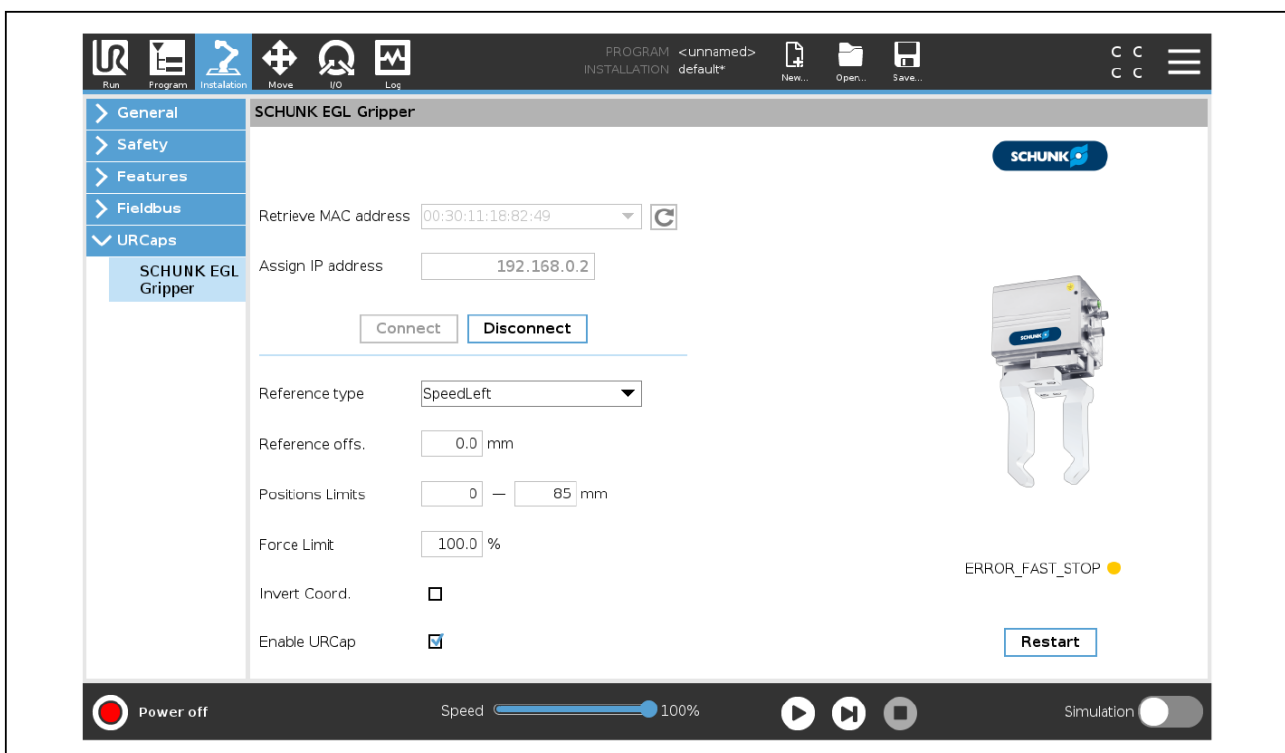 PROGRAM <unnamed>
INSTALLATION default*
C C
C C
Run Program Instalation Move I/O Log New... Open... Save...
General
Safety
Features
Fieldbus
URCaps
SCHUNK EGL
Gripper
SCHUNK EGL Gripper
SCHUNK
Retrieve MAC address 00:30:11:18:82:49
Assign IP address 192.168.0.2
Connect Disconnect
SCHUNK
Reference type SpeedLeft
Reference offs. 0.0 mm
Positions Limits 0 — 85 mm
Force Limit 100.0 %
ERROR_FAST_STOP
Invert Coord.
Enable URCap
Restart
Power off Speed 100% Simulation